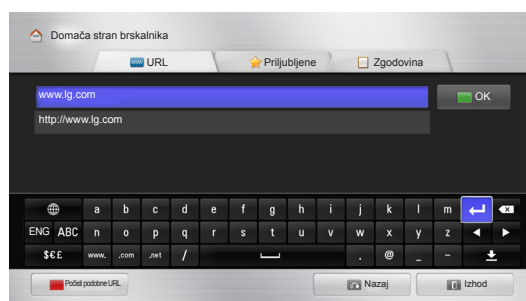 Domača stran brskalnika
URL Priljubljene Zgodovina
www.lg.com OK
http://www.lg.com
a b c d e f g h i j k l m
ENG ABC n o p q r s t u v w x y z
$€£ www. .com .net / . @ _ -
Počisti podobne URL Nazaj Izhod